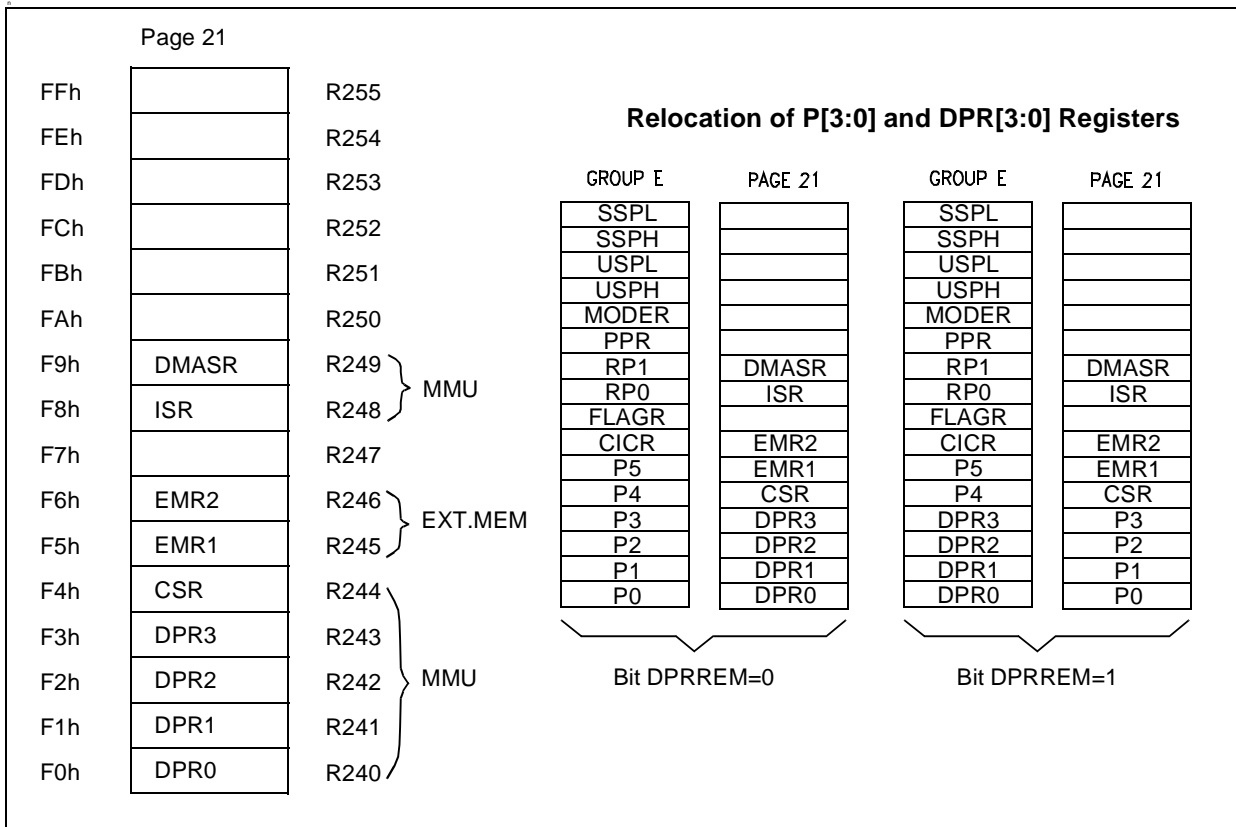 Page 21
FFh R255
FEh R254
FDh R253
FCh R252
FBh R251
FAh R250
F9h DMASR R249
F8h ISR R248
MMU
F7h R247
F6h EMR2 R246
F5h EMR1 R245
EXT.MEM
F4h CSR R244
F3h DPR3 R243
F2h DPR2 R242
MMU
F1h DPR1 R241
F0h DPR0 R240
Relocation of P[3:0] and DPR[3:0] Registers
GROUP E PAGE 21 GROUP E PAGE 21
SSPL SSPL
SSPH SSPH
USPL USPL
USPH USPH
MODER MODER
PPR PPR
RP1 DMASR RP1 DMASR
RP0 ISR RP0 ISR
FLAGR FLAGR
CICR EMR2 CICR EMR2
P5 EMR1 P5 EMR1
P4 CSR P4 CSR
P3 DPR3 DPR3 P3
P2 DPR2 DPR2 P2
P1 DPR1 DPR1 P1
P0 DPR0 DPR0 P0
Bit DPRREM=0 Bit DPRREM=1